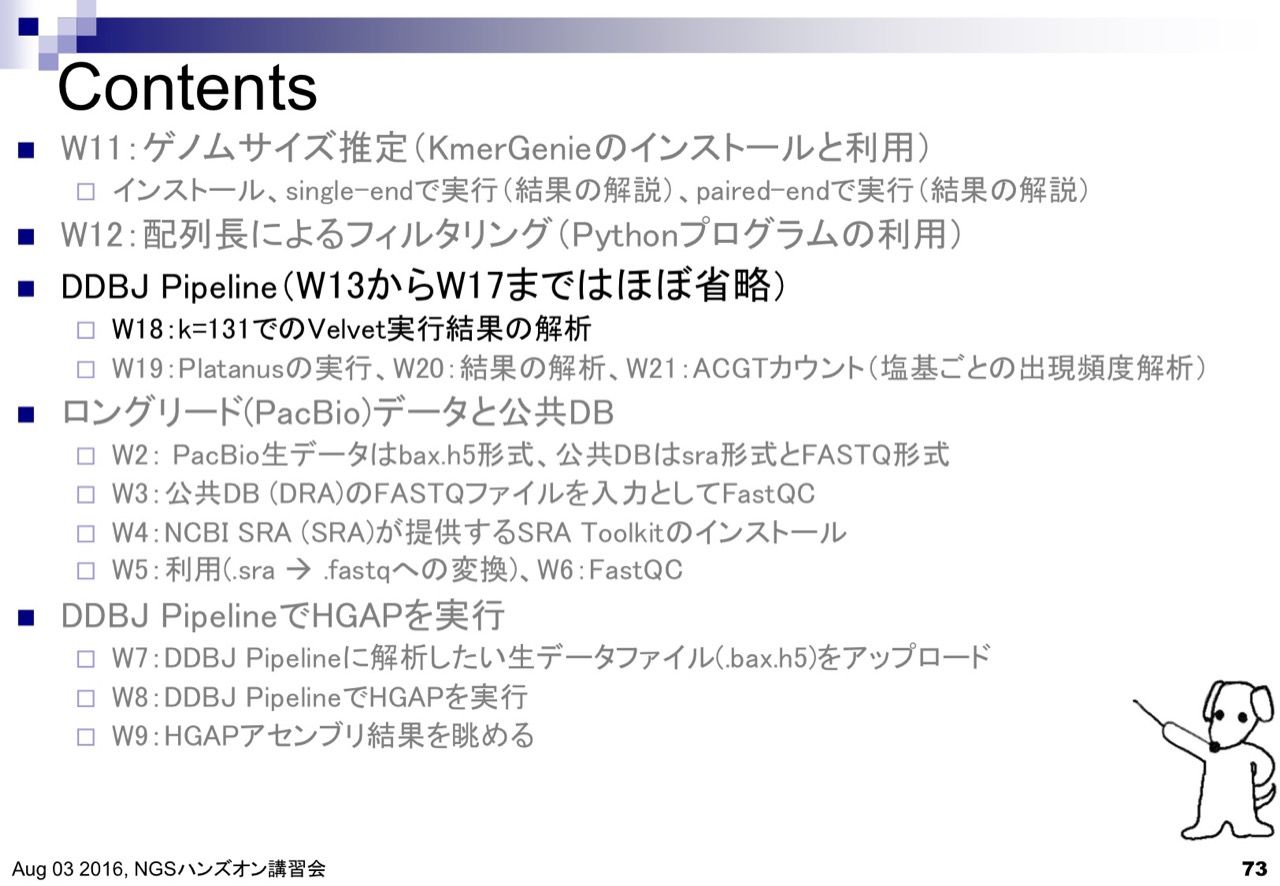 Contents
W11:ゲノムサイズ推定(KmerGenieのインストールと利用)
インストール、single-endで実行(結果の解説)、paired-endで実行(結果の解説)
W12:配列長によるフィルタリング(Pythonプログラムの利用)
DDBJ Pipeline(W13からW17まではほぼ省略)
W18:k=131でのVelvet実行結果の解析
W19:Platanusの実行、W20:結果の解析、W21:ACGTカウント(塩基ごとの出現頻度解析)
ロングリード(PacBio)データと公共DB
W2: PacBio生データはbax.h5形式、公共DBはsra形式とFASTQ形式
W3:公共DB (DRA)のFASTQファイルを入力としてFastQC
W4:NCBI SRA (SRA)が提供するSRA Toolkitのインストール
W5:利用(.sra → .fastqへの変換)、W6:FastQC
DDBJ PipelineでHGAPを実行
W7:DDBJ Pipelineに解析したい生データファイル(.bax.h5)をアップロード
W8:DDBJ PipelineでHGAPを実行
W9:HGAPアセンブリ結果を眺める
Aug 03 2016, NGSハンズオン講習会
73